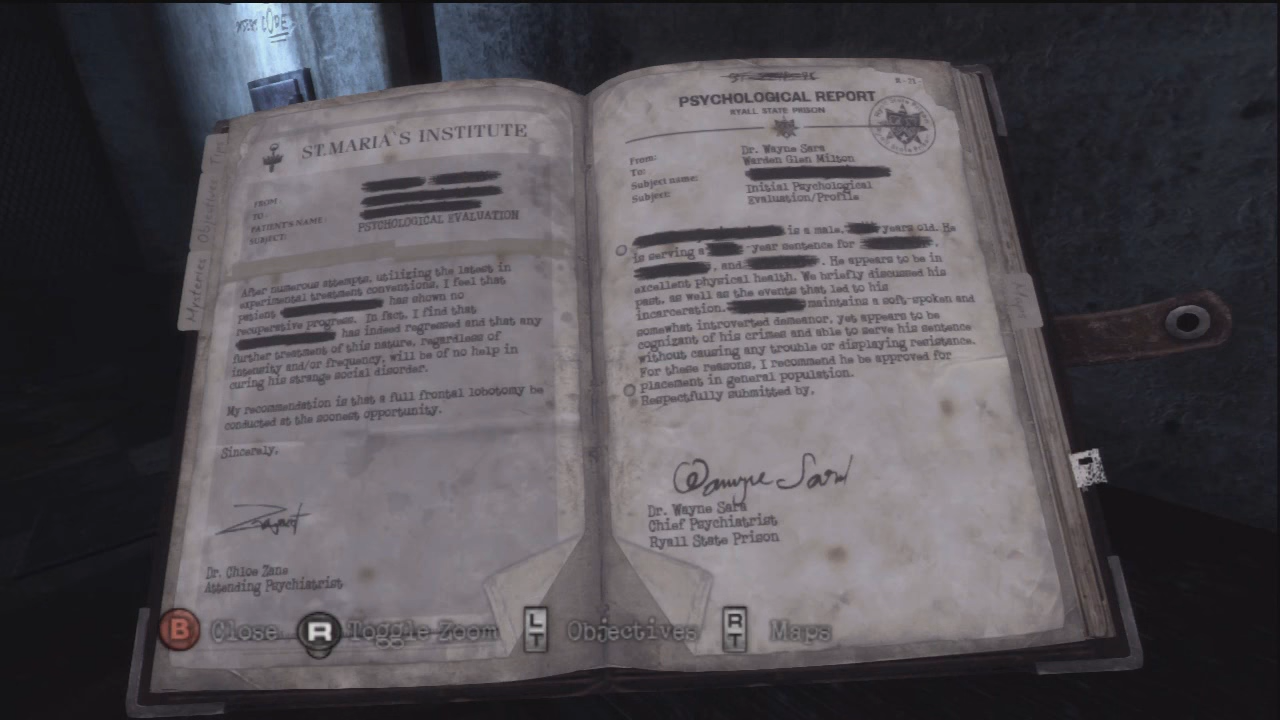 ST.MARIA`S INSTITUTE
FROM:
TO:
PATIENT'S NAME:
SUBJECT:
PSYCHOLOGICAL EVALUATION
After numerous attempts, utilizing the latest in
experimental treatment conventions, I feel that
patient has shown no
recuperative progress. In fact, I find that
has indeed regressed and that any
further treatment of this nature, regardless of
intensity and/or frequency, will be of no help in
curing his strange social disorder.
My recommendation is that a full frontal lobotomy be
conducted at the soonest opportunity.
Sincerely,
Dr. Chloe Zane
Attending Psychiatrist
Mysteries
Objectives
PSYCHOLOGICAL REPORT
RYALL STATE PRISON
From: Dr. Wayne Sara
To: Warden Glen Milton
Subject name:
Subject: Initial Psychological
Evaluation/Profile
is a male, years old. He
is serving a -year sentence for ,
, and . He appears to be in
excellent physical health. We briefly discussed his
past, as well as the events that led to his
incarceration. maintains a soft-spoken and
somewhat introverted demeanor, yet appears to be
cognizant of his crimes and able to serve his sentence
without causing any trouble or displaying resistance.
For these reasons, I recommend he be approved for
placement in general population.
Respectfully submitted by,
Dr. Wayne Sara
Chief Psychiatrist
Ryall State Prison
B Close R Toggle Zoom LT Objectives RT Maps